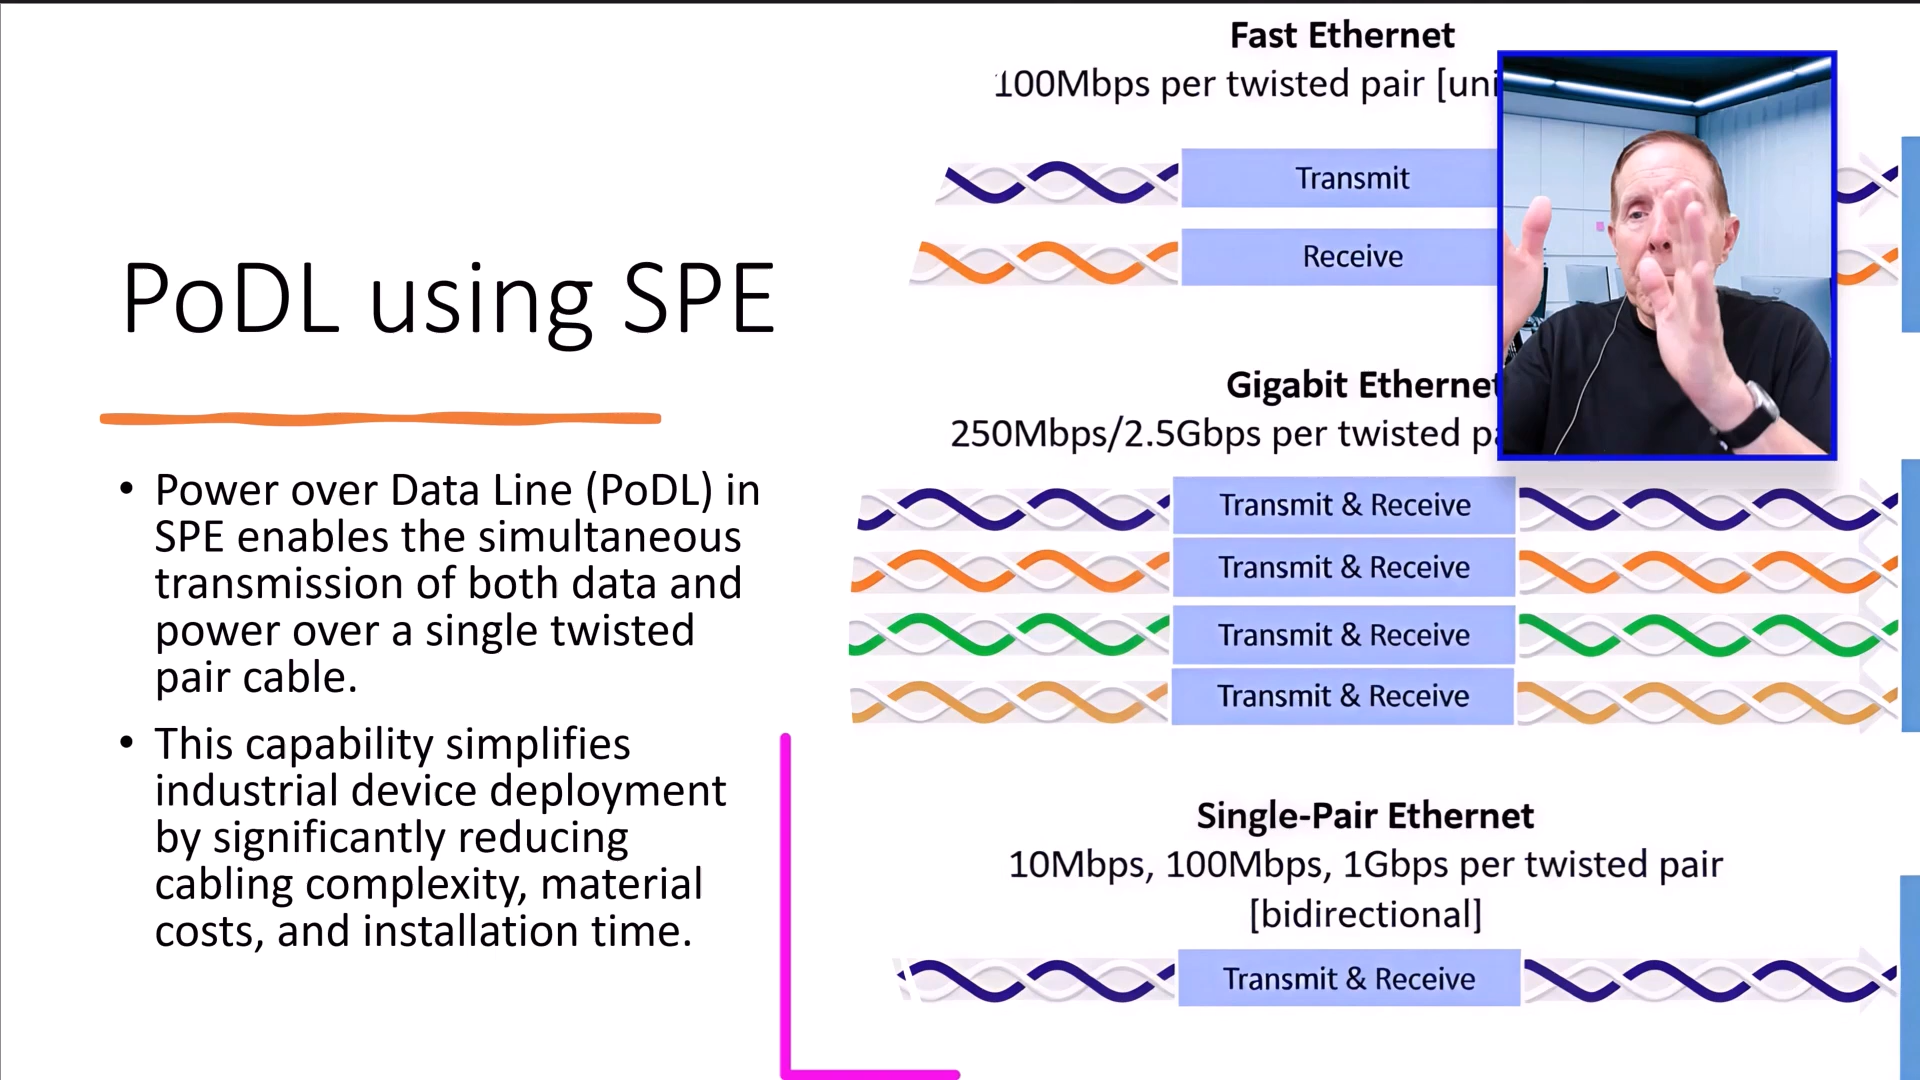 PoDL using SPE
• Power over Data Line (PoDL) in
SPE enables the simultaneous
transmission of both data and
power over a single twisted
pair cable.
• This capability simplifies
industrial device deployment
by significantly reducing
cabling complexity, material
costs, and installation time.
Fast Ethernet
100Mbps per twisted pair [uni
Transmit
Receive
Gigabit Ethernet
250Mbps/2.5Gbps per twisted
Transmit & Receive
Transmit & Receive
Transmit & Receive
Transmit & Receive
Single-Pair Ethernet
10Mbps, 100Mbps, 1Gbps per twisted pair
[bidirectional]
Transmit & Receive